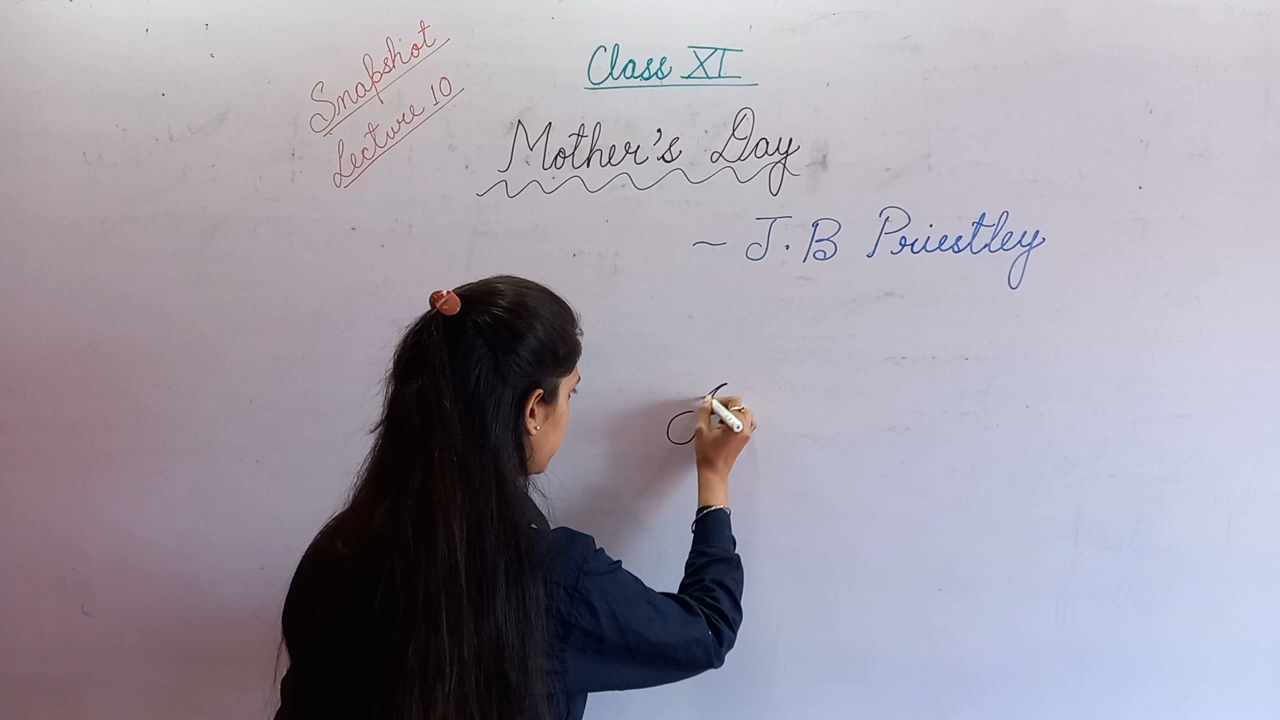 Snapshot
Lecture 10
Class XI
Mother's Day
~ J.B Priestley